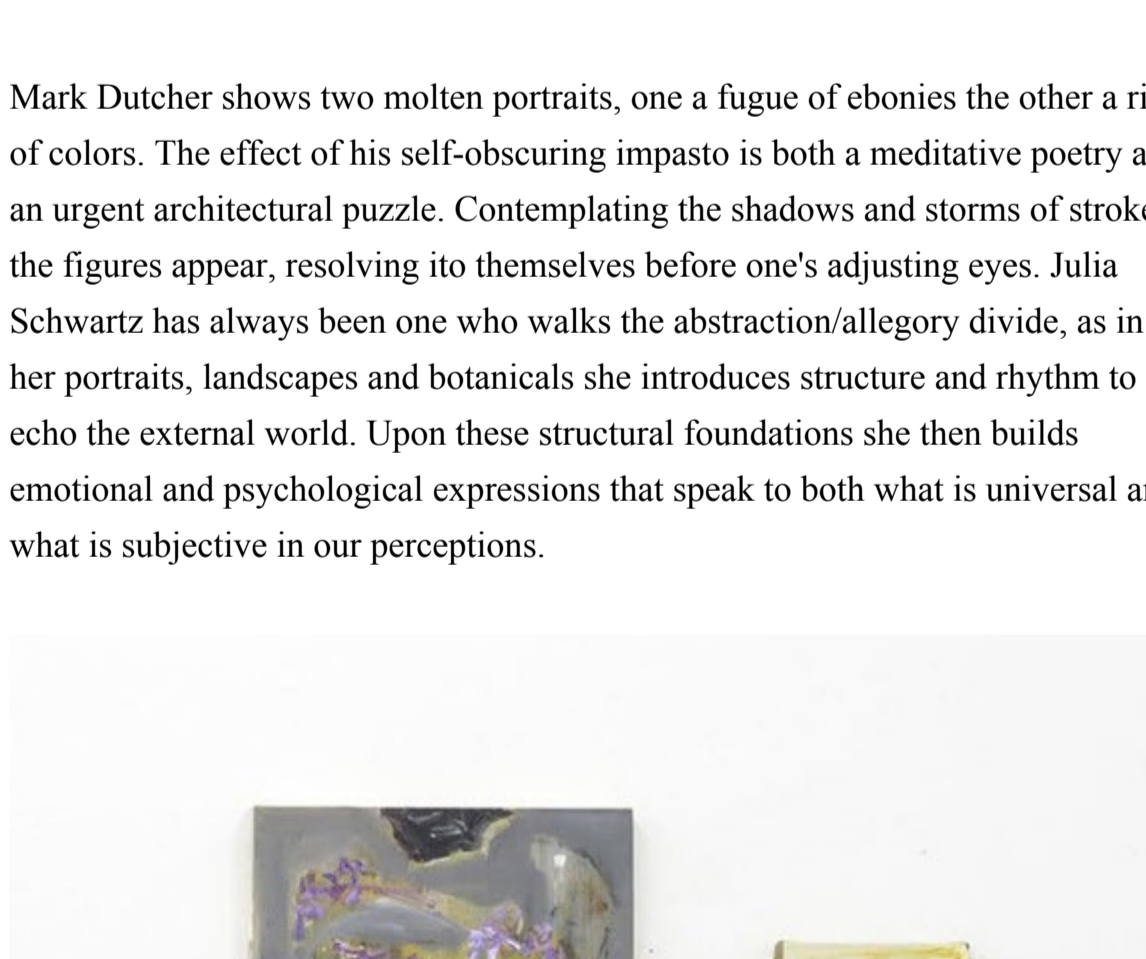 Mark Dutcher shows two molten portraits, one a fugue of ebonies the other a
of colors. The effect of his self-obscuring impasto is both a meditative poetry
an urgent architectural puzzle. Contemplating the shadows and storms of
the figures appear, resolving ito themselves before one's adjusting eyes. Julia
Schwartz has always been one who walks the abstraction/allegory divide, as in
her portraits, landscapes and botanicals she introduces structure and rhythm to
echo the external world. Upon these structural foundations she then builds
emotional and psychological expressions that speak to both what is universal
what is subjective in our perceptions.